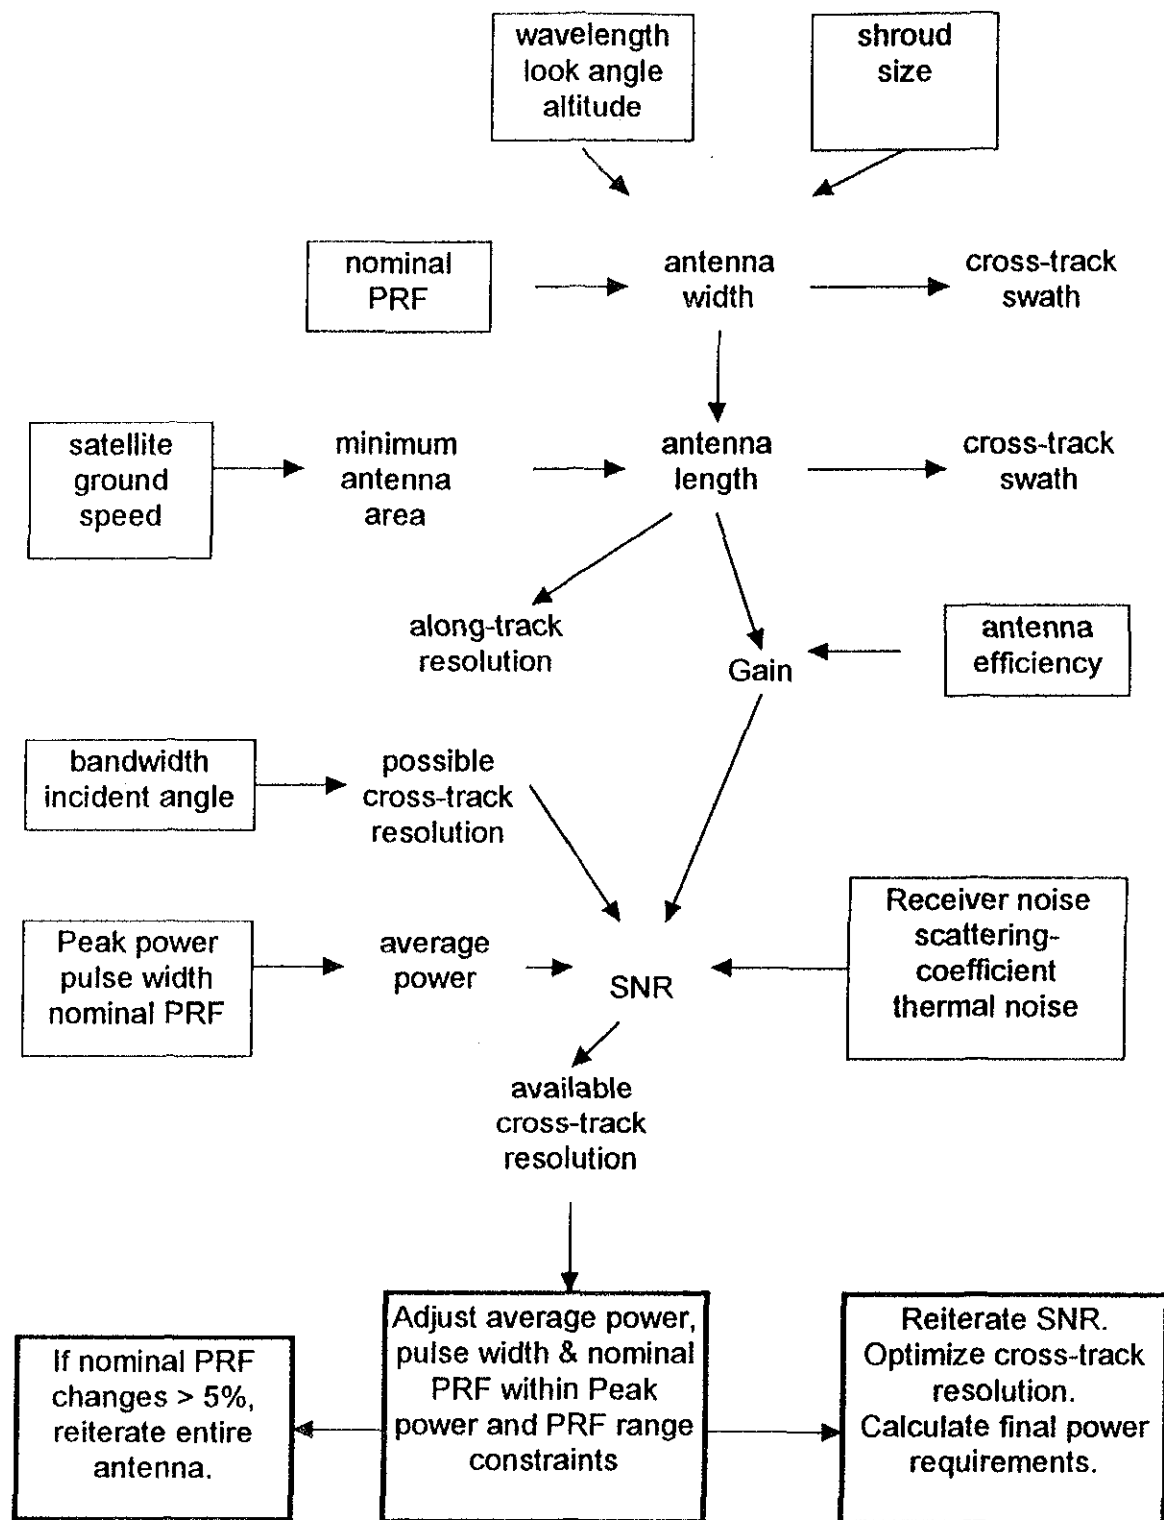 wavelength
look angle
altitude
shroud
size
nominal
PRF
antenna
width
cross-track
swath
satellite
ground
speed
minimum
antenna
area
antenna
length
cross-track
swath
along-track
resolution
Gain
antenna
efficiency
bandwidth
incident angle
possible
cross-track
resolution
Peak power
pulse width
nominal PRF
average
power
SNR
Receiver noise
scattering-
coefficient
thermal noise
available
cross-track
resolution
If nominal PRF
changes > 5%,
reiterate entire
antenna.
Adjust average power,
pulse width & nominal
PRF within Peak
power and PRF range
constraints
Reiterate SNR.
Optimize cross-track
resolution.
Calculate final power
requirements.